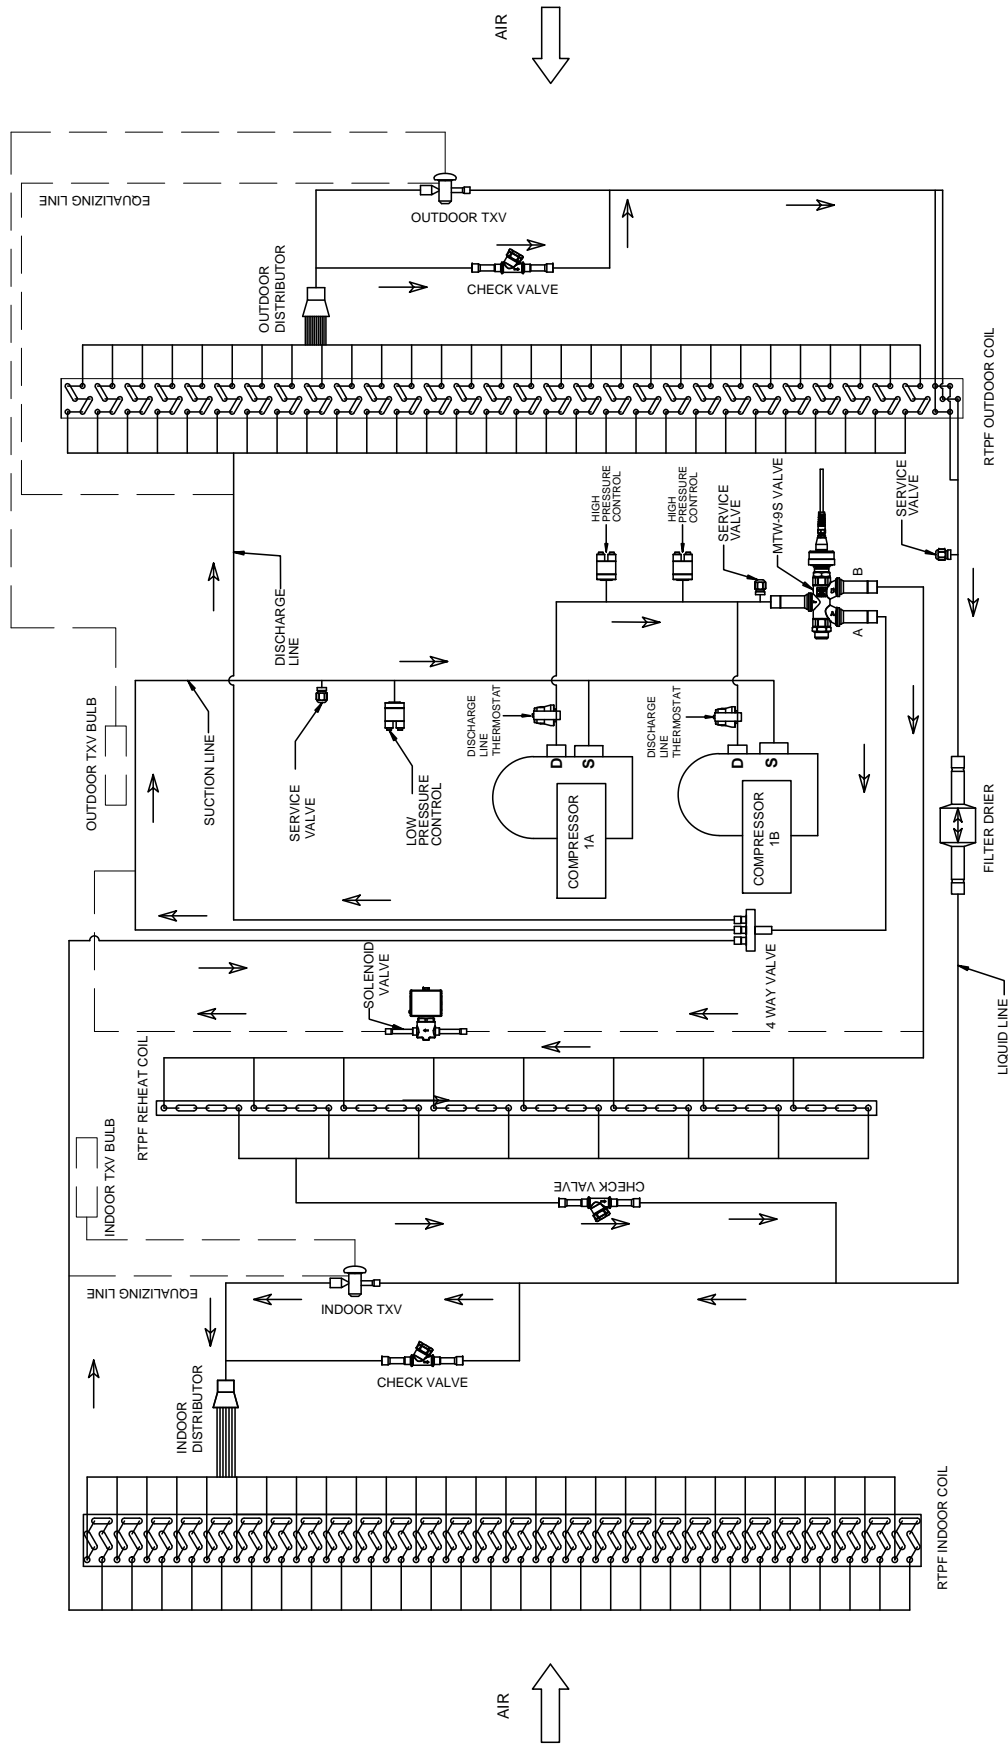 AIR
EQUALIZING LINE
OUTDOOR TXV
OUTDOOR
DISTRIBUTOR
CHECK VALVE
RTPF OUTDOOR COIL
HIGH
PRESSURE
CONTROL
HIGH
PRESSURE
CONTROL
SERVICE
VALVE
MTW-9S VALVE
SERVICE
VALVE
B
A
DISCHARGE
LINE
OUTDOOR TXV BULB
SUCTION LINE
SERVICE
VALVE
LOW
PRESSURE
CONTROL
DISCHARGE
LINE
THERMOSTAT
DISCHARGE
LINE
THERMOSTAT
D
S
COMPRESSOR
1A
D
S
COMPRESSOR
1B
FILTER DRIER
SOLENOID
VALVE
4 WAY VALVE
LIQUID LINE
RTPF REHEAT COIL
INDOOR TXV BULB
CHECK VALVE
EQUALIZING LINE
INDOOR TXV
INDOOR
DISTRIBUTOR
CHECK VALVE
RTPF INDOOR COIL
AIR